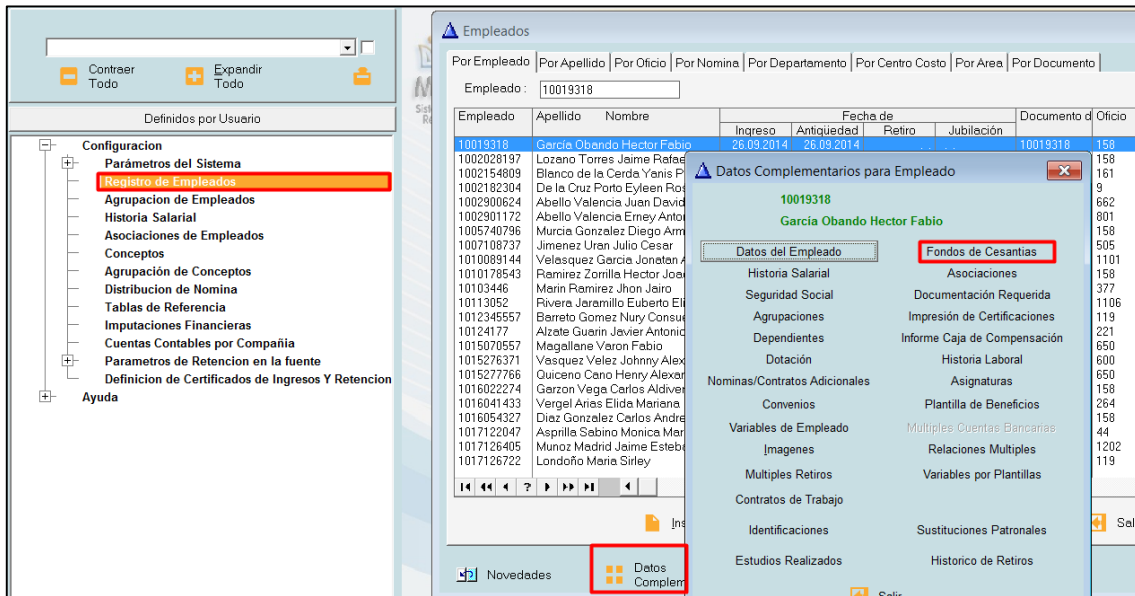 Contraer Todo
Expandir Todo
Definidos por Usuario
Configuracion
Parámetros del Sistema
Registro de Empleados
Agrupacion de Empleados
Historia Salarial
Asociaciones de Empleados
Conceptos
Agrupación de Conceptos
Distribucion de Nomina
Tablas de Referencia
Imputaciones Financieras
Cuentas Contables por Compañia
Parametros de Retencion en la fuente
Definicion de Certificados de Ingresos Y Retencion
Ayuda
Empleados
Por Empleado Por Apellido Por Oficio Por Nomina Por Departamento Por Centro Costo Por Area Por Documento
Empleado : 10019318
Empleado Apellido Nombre Fecha de Documento d Oficio
Ingreso Antiqüedad Retiro Jubilación
10019318 García Obando Hector Fabio 26.09.2014 26.09.2014 . . . . 10019318 158
1002028197 Lozano Torres Jaime Rafae 158
1002154809 Blanco de la Cerda Yanis P 161
1002182304 De la Cruz Porto Eyleen Ros 9
1002900624 Abello Valencia Juan David 662
1002901172 Abello Valencia Erney Anton 801
1005740796 Murcia Gonzalez Diego Arm 158
1007108737 Jimenez Uran Julio Cesar 505
1010089144 Velasquez Garcia Jonatan A 1101
1010178543 Ramirez Zorrilla Hector Joan 158
10103446 Marin Ramirez Jhon Jairo 377
10113052 Rivera Jaramillo Euberto Eli 1106
1012345557 Barreto Gomez Nury Consue 119
10124177 Alzate Guarin Javier Antonio 221
1015070557 Magallane Varon Fabio 650
1015276371 Vasquez Velez Johnny Alex 600
1015277766 Quiceno Cano Henry Alexar 650
1016022274 Garzon Vega Carlos Aldiver 158
1016041433 Vergel Arias Elida Mariana 264
1016054327 Diaz Gonzalez Carlos Andre 158
1017122047 Asprilla Sabino Monica Mar 44
1017126405 Munoz Madrid Jaime Esteba 1202
1017126722 Londoño Maria Sirley 119
Ins
Sal
Novedades
Datos Complem
Datos Complementarios para Empleado
10019318
García Obando Hector Fabio
Datos del Empleado Fondos de Cesantias
Historia Salarial Asociaciones
Seguridad Social Documentación Requerida
Agrupaciones Impresión de Certificaciones
Dependientes Informe Caja de Compensación
Dotación Historia Laboral
Nominas/Contratos Adicionales Asignaturas
Convenios Plantilla de Beneficios
Variables de Empleado Multiples Cuentas Bancarias
Imagenes Relaciones Multiples
Multiples Retiros Variables por Plantillas
Contratos de Trabajo
Identificaciones Sustituciones Patronales
Estudios Realizados Historico de Retiros
Salir